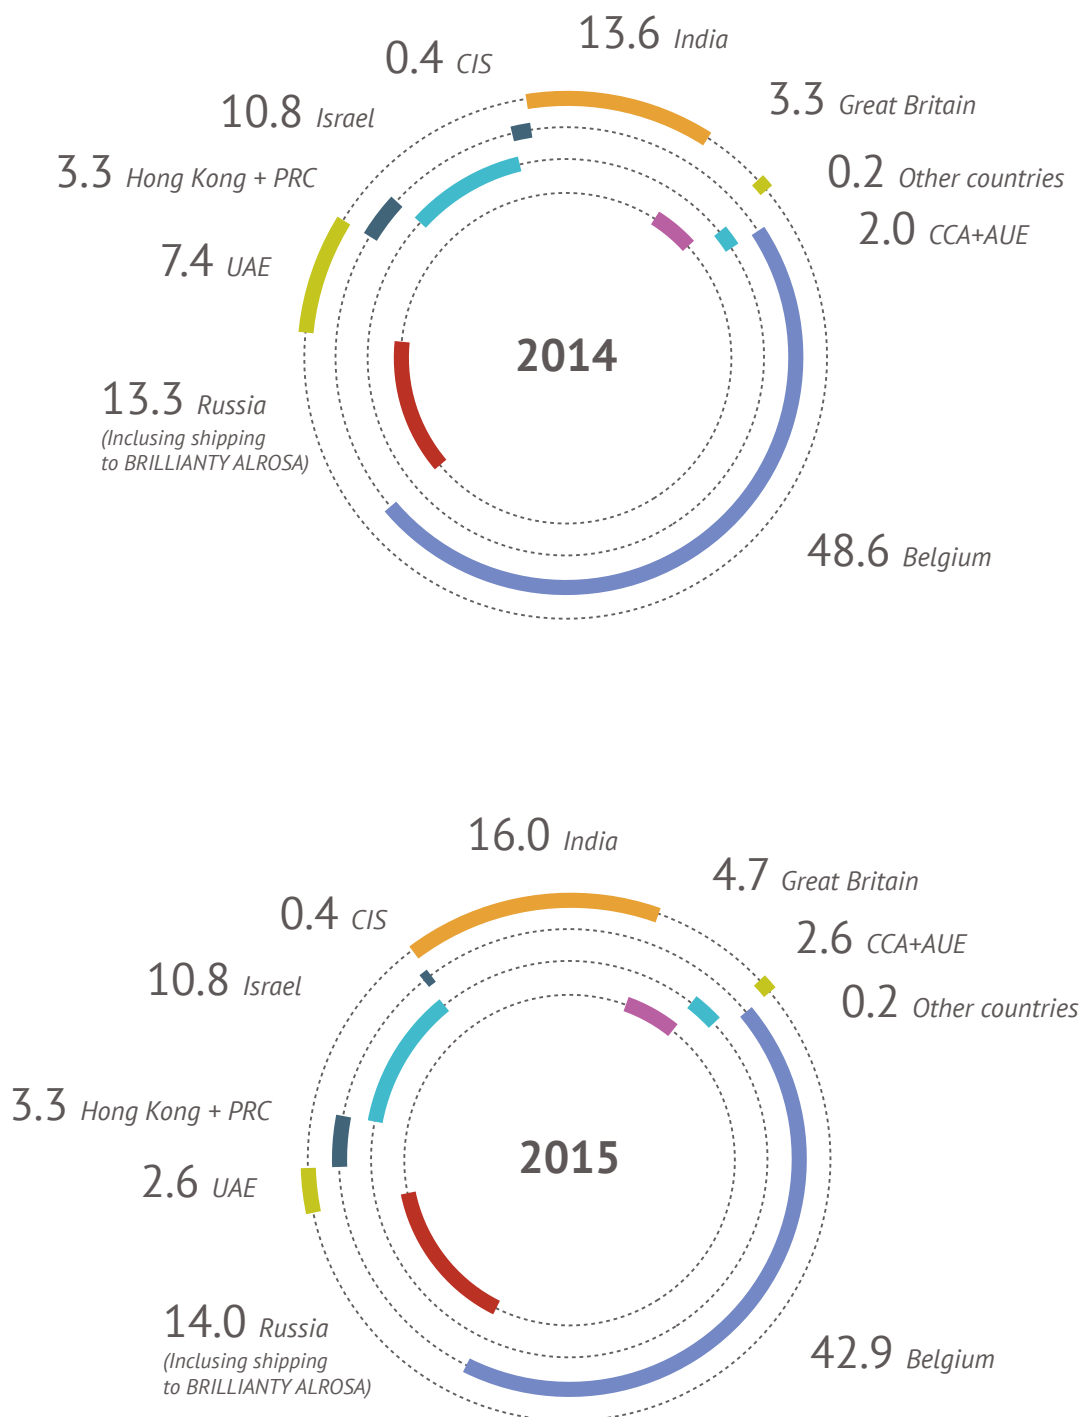 13.6 India
0.4 CIS
3.3 Great Britain
10.8 Israel
3.3 Hong Kong + PRC
0.2 Other countries
2.0 CCA+AUE
7.4 UAE
2014
13.3 Russia
(Inclusing shipping
to BRILLIANTY ALROSA)
48.6 Belgium
16.0 India
4.7 Great Britain
0.4 CIS
2.6 CCA+AUE
10.8 Israel
0.2 Other countries
3.3 Hong Kong + PRC
2015
2.6 UAE
14.0 Russia
(Inclusing shipping
to BRILLIANTY ALROSA)
42.9 Belgium